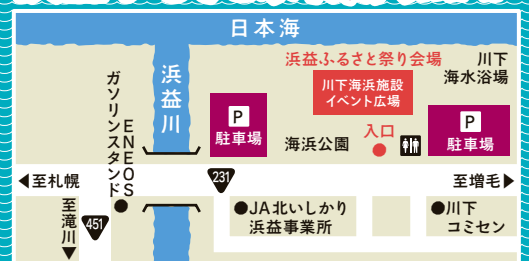 日本海
浜益ふるさと祭り会場
川下
海水浴場
川下海浜施設
イベント広場
浜益川
ガソリンスタンド
ENEOS
P
駐車場
海浜公園
入口
P
駐車場
◀至札幌
231
至増毛▶
至滝川▼
451
●JA北いしかり
浜益事業所
●川下
コミセン